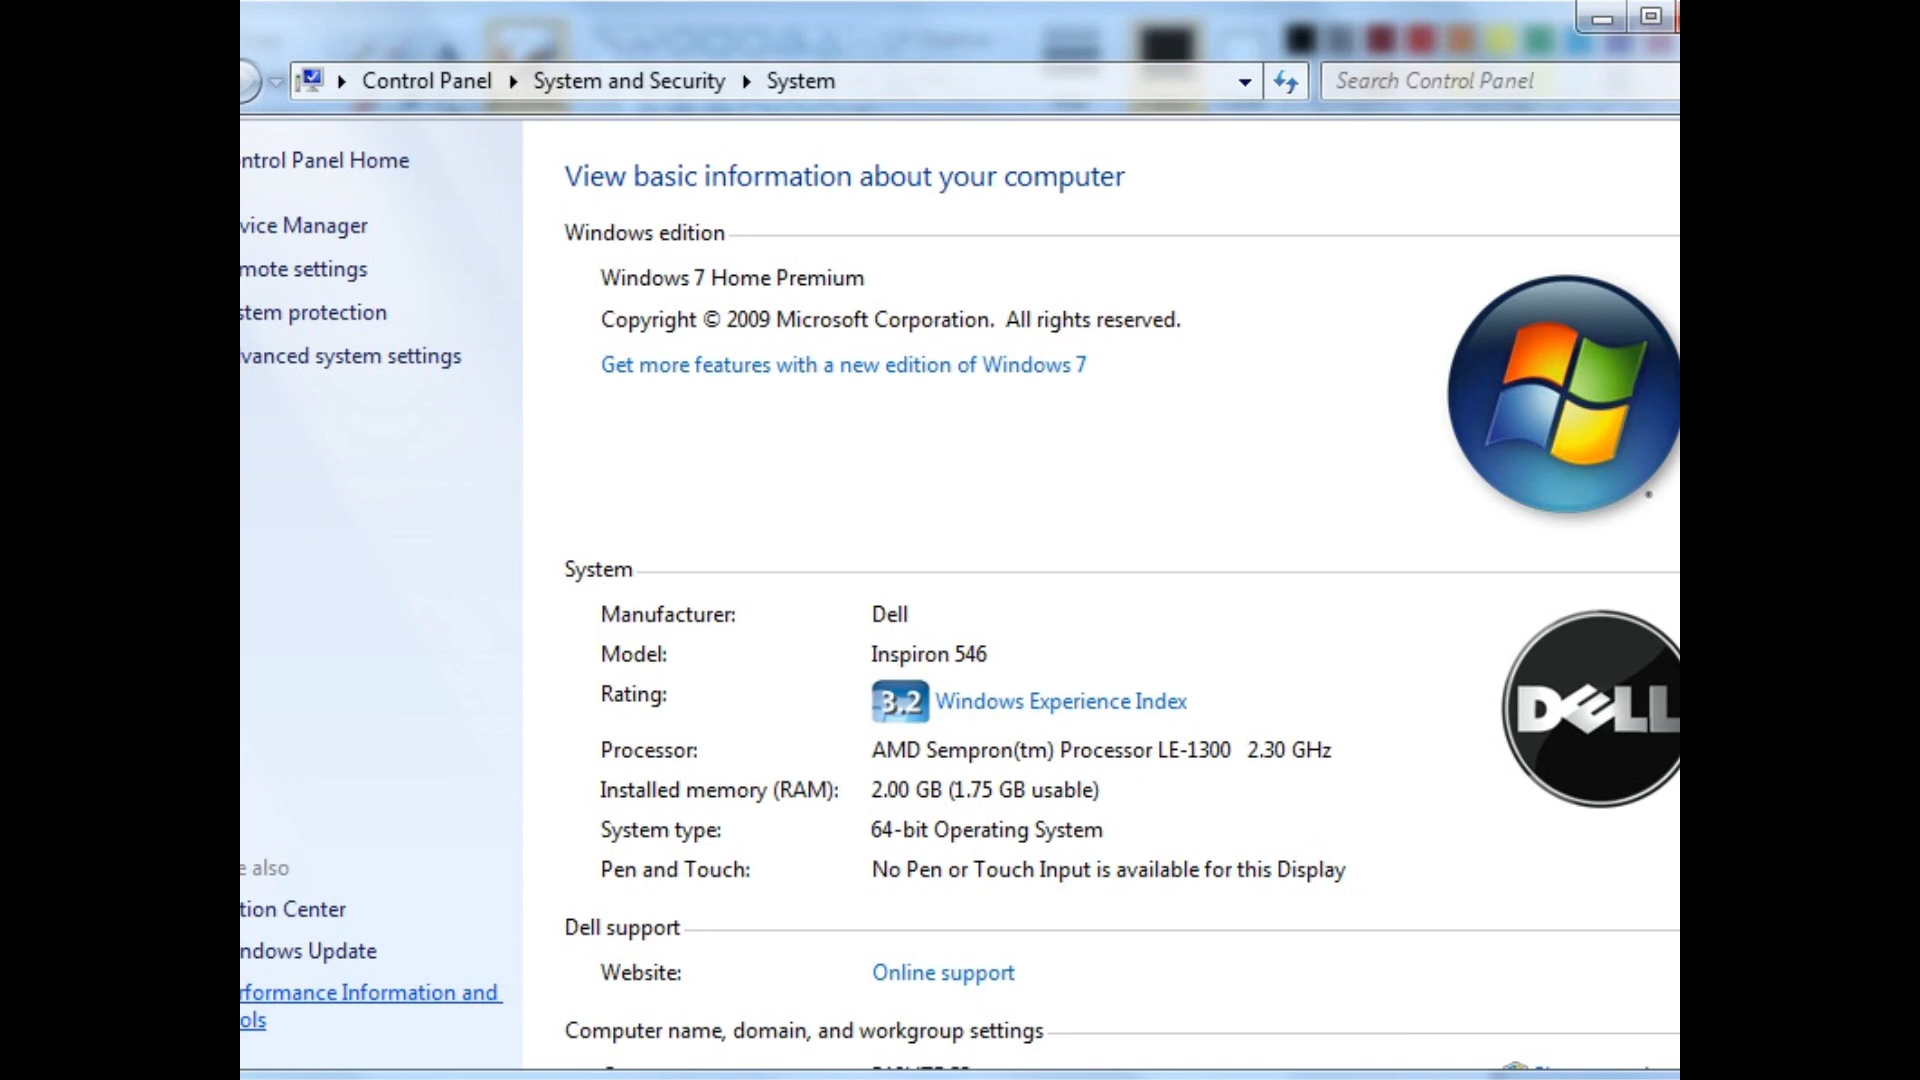 Control Panel System and Security System
Search Control Panel
ntrol Panel Home
vice Manager
mote settings
stem protection
vanced system settings
e also
tion Center
ndows Update
rformance Information and
ols
View basic information about your computer
Windows edition
Windows 7 Home Premium
Copyright © 2009 Microsoft Corporation. All rights reserved.
Get more features with a new edition of Windows 7
System
Manufacturer: Dell
Model: Inspiron 546
Rating: 3.2 Windows Experience Index
Processor: AMD Sempron(tm) Processor LE-1300 2.30 GHz
Installed memory (RAM): 2.00 GB (1.75 GB usable)
System type: 64-bit Operating System
Pen and Touch: No Pen or Touch Input is available for this Display
DELL
Dell support
Website: Online support
Computer name, domain, and workgroup settings